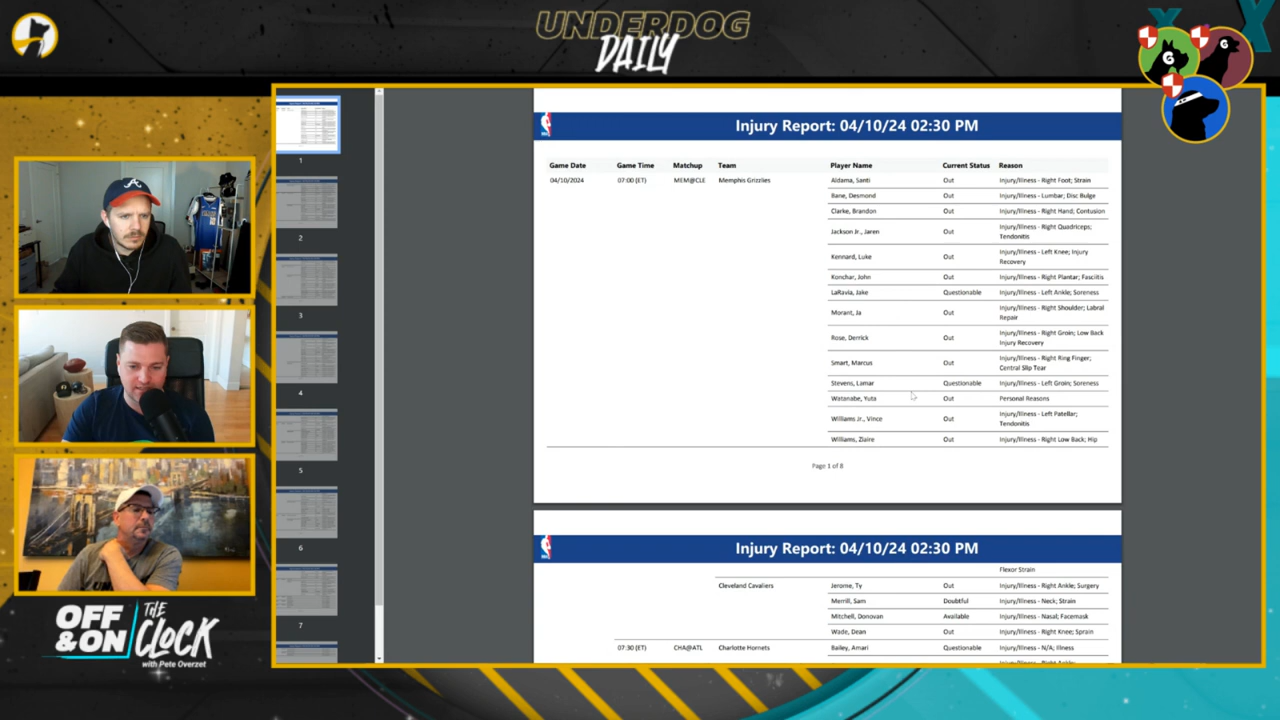 UNDERDOG
DAILY
Injury Report: 04/10/24 02:30 PM
Game Date Game Time Matchup Team Player Name Current Status Reason
04/10/2024 07:00 (ET) MEM@CLE Memphis Grizzlies Aldama, Santi Out Injury/Illness - Right Foot; Strain
Bane, Desmond Out Injury/Illness - Lumbar; Disc Bulge
Clarke, Brandon Out Injury/Illness - Right Hand; Contusion
Jackson Jr., Jaren Out Injury/Illness - Right Quadriceps;
Tendonitis
Kennard, Luke Out Injury/Illness - Left Knee; Injury
Recovery
Konchar, John Out Injury/Illness - Right Plantar; Fasciitis
LaRavia, Jake Questionable Injury/Illness - Left Ankle; Soreness
Morant, Ja Out Injury/Illness - Right Shoulder; Labral
Repair
Rose, Derrick Out Injury/Illness - Right Groin; Low Back
Injury Recovery
Smart, Marcus Out Injury/Illness - Right Ring Finger;
Central Slip Tear
Stevens, Lamar Questionable Injury/Illness - Left Groin; Soreness
Watanabe, Yuta Out Personal Reasons
Williams Jr., Vince Out Injury/Illness - Left Patellar;
Tendonitis
Williams, Ziaire Out Injury/Illness - Right Low Back; Hip
Page 1 of 8
Injury Report: 04/10/24 02:30 PM
Flexor Strain
Cleveland Cavaliers Jerome, Ty Out Injury/Illness - Right Ankle; Surgery
Merrill, Sam Doubtful Injury/Illness - Neck; Strain
Mitchell, Donovan Available Injury/Illness - Nasal; Facemask
Wade, Dean Out Injury/Illness - Right Knee; Sprain
07:30 (ET) CHA@ATL Charlotte Hornets Bailey, Amari Questionable Injury/Illness - N/A; Illness
1
2
3
4
5
6
7
OFF
&ON
THE
CLOCK
with Pete Overzet
G
G
A